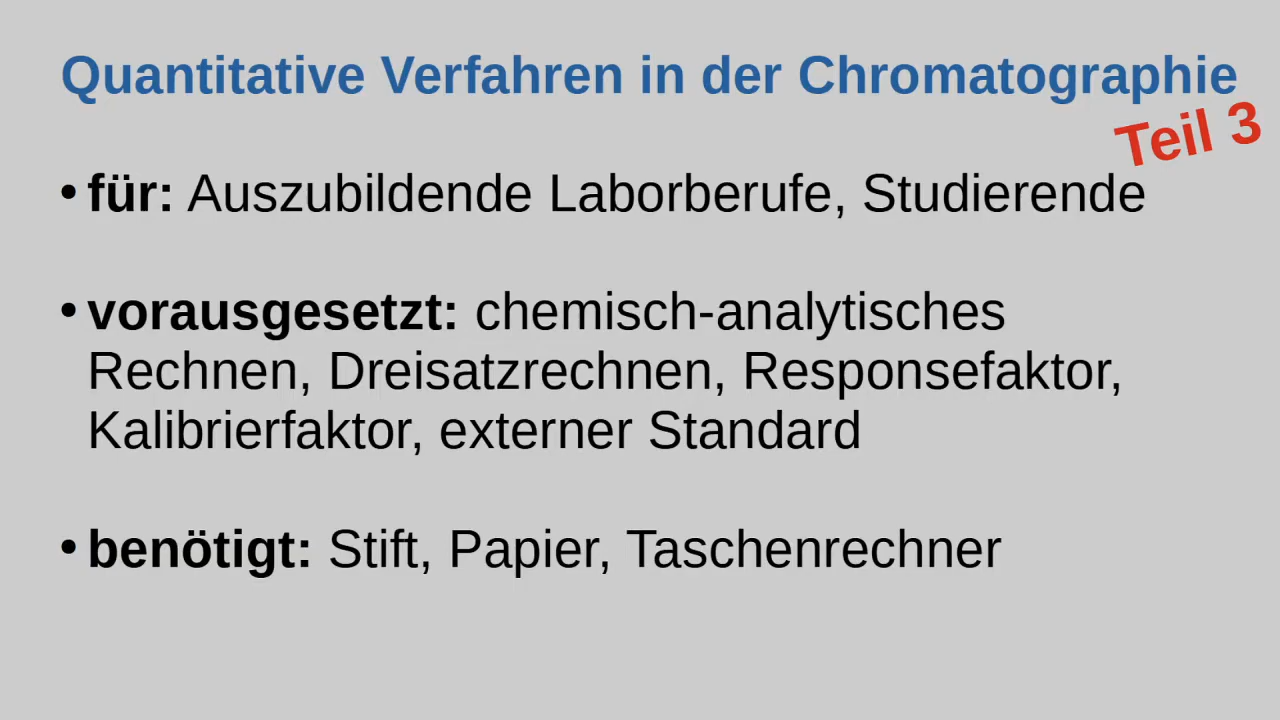 Quantitative Verfahren in der Chromatographie
Teil 3
• für: Auszubildende Laborberufe, Studierende
• vorausgesetzt: chemisch-analytisches
Rechnen, Dreisatzrechnen, Responsefaktor,
Kalibrierfaktor, externer Standard
• benötigt: Stift, Papier, Taschenrechner